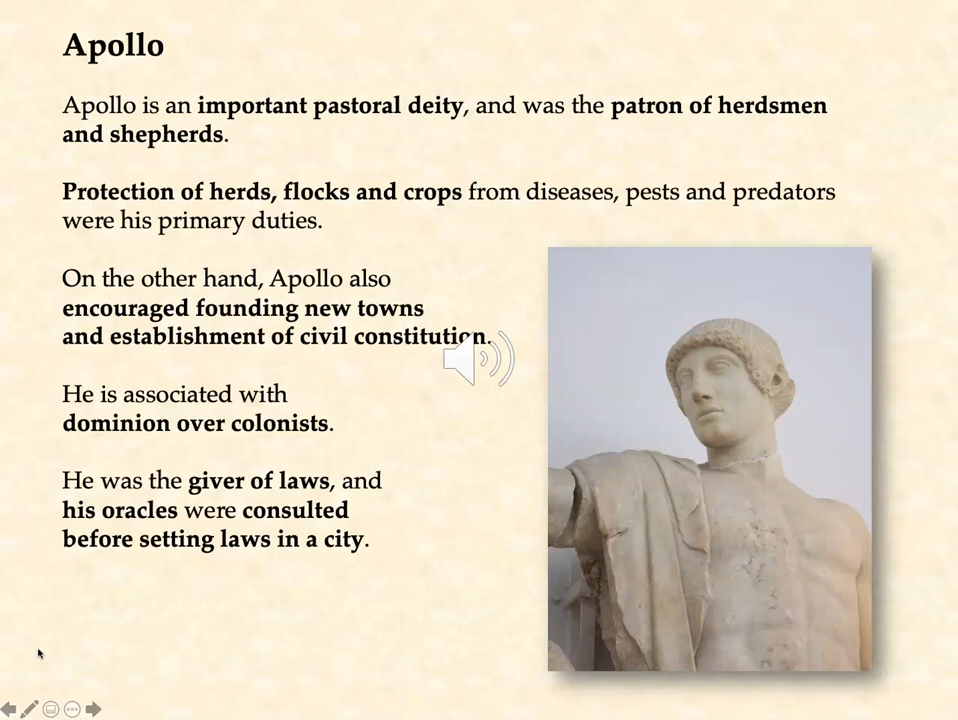 Apollo
Apollo is an important pastoral deity, and was the patron of herdsmen
and shepherds.
Protection of herds, flocks and crops from diseases, pests and predators
were his primary duties.
On the other hand, Apollo also
encouraged founding new towns
and establishment of civil constitution.
He is associated with
dominion over colonists.
He was the giver of laws, and
his oracles were consulted
before setting laws in a city.